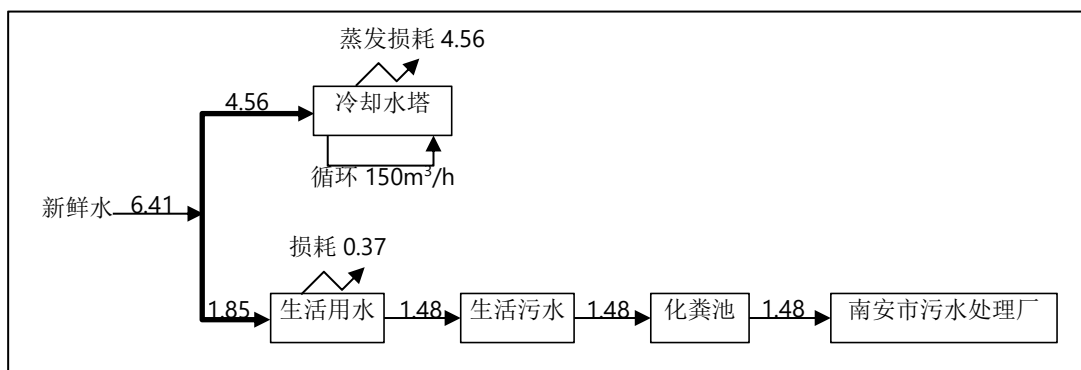 蒸发损耗 4.56
4.56
冷却水塔
循环 150m³/h
新鲜水
6.41
损耗 0.37
1.85
生活用水
1.48
生活污水
1.48
化粪池
1.48
南安市污水处理厂